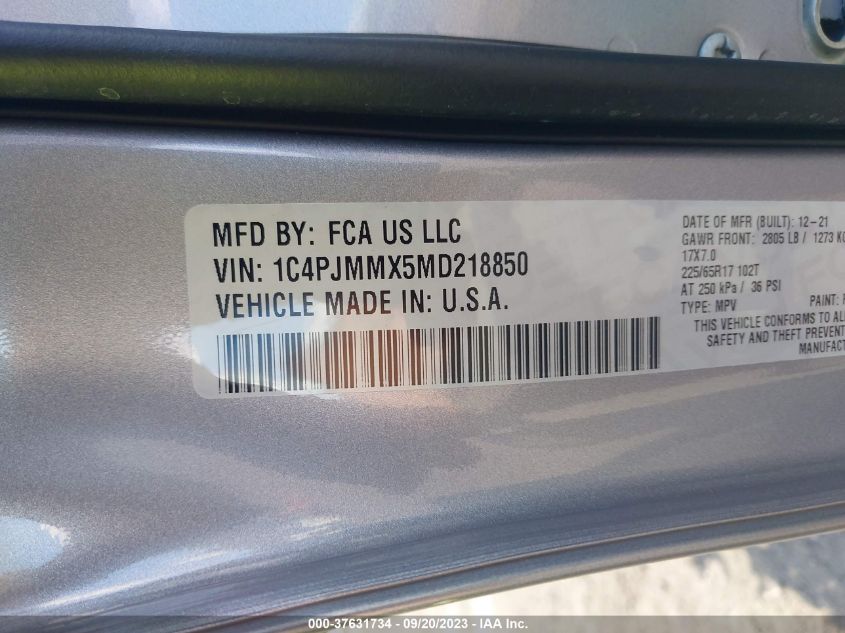 MFD BY: FCA US LLC
VIN: 1C4PJMMX5MD218850
VEHICLE MADE IN: U.S.A.
DATE OF MFR (BUILT): 12-21
GAWR FRONT: 2805 LB / 1273 KG
17X7.0
225/65R17 102T
AT 250 kPa / 36 PSI
TYPE: MPV PAINT:
THIS VEHICLE CONFORMS TO ALL
SAFETY AND THEFT PREVENT
MANUFACT
000-37631734 - 09/20/2023 - IAA Inc.